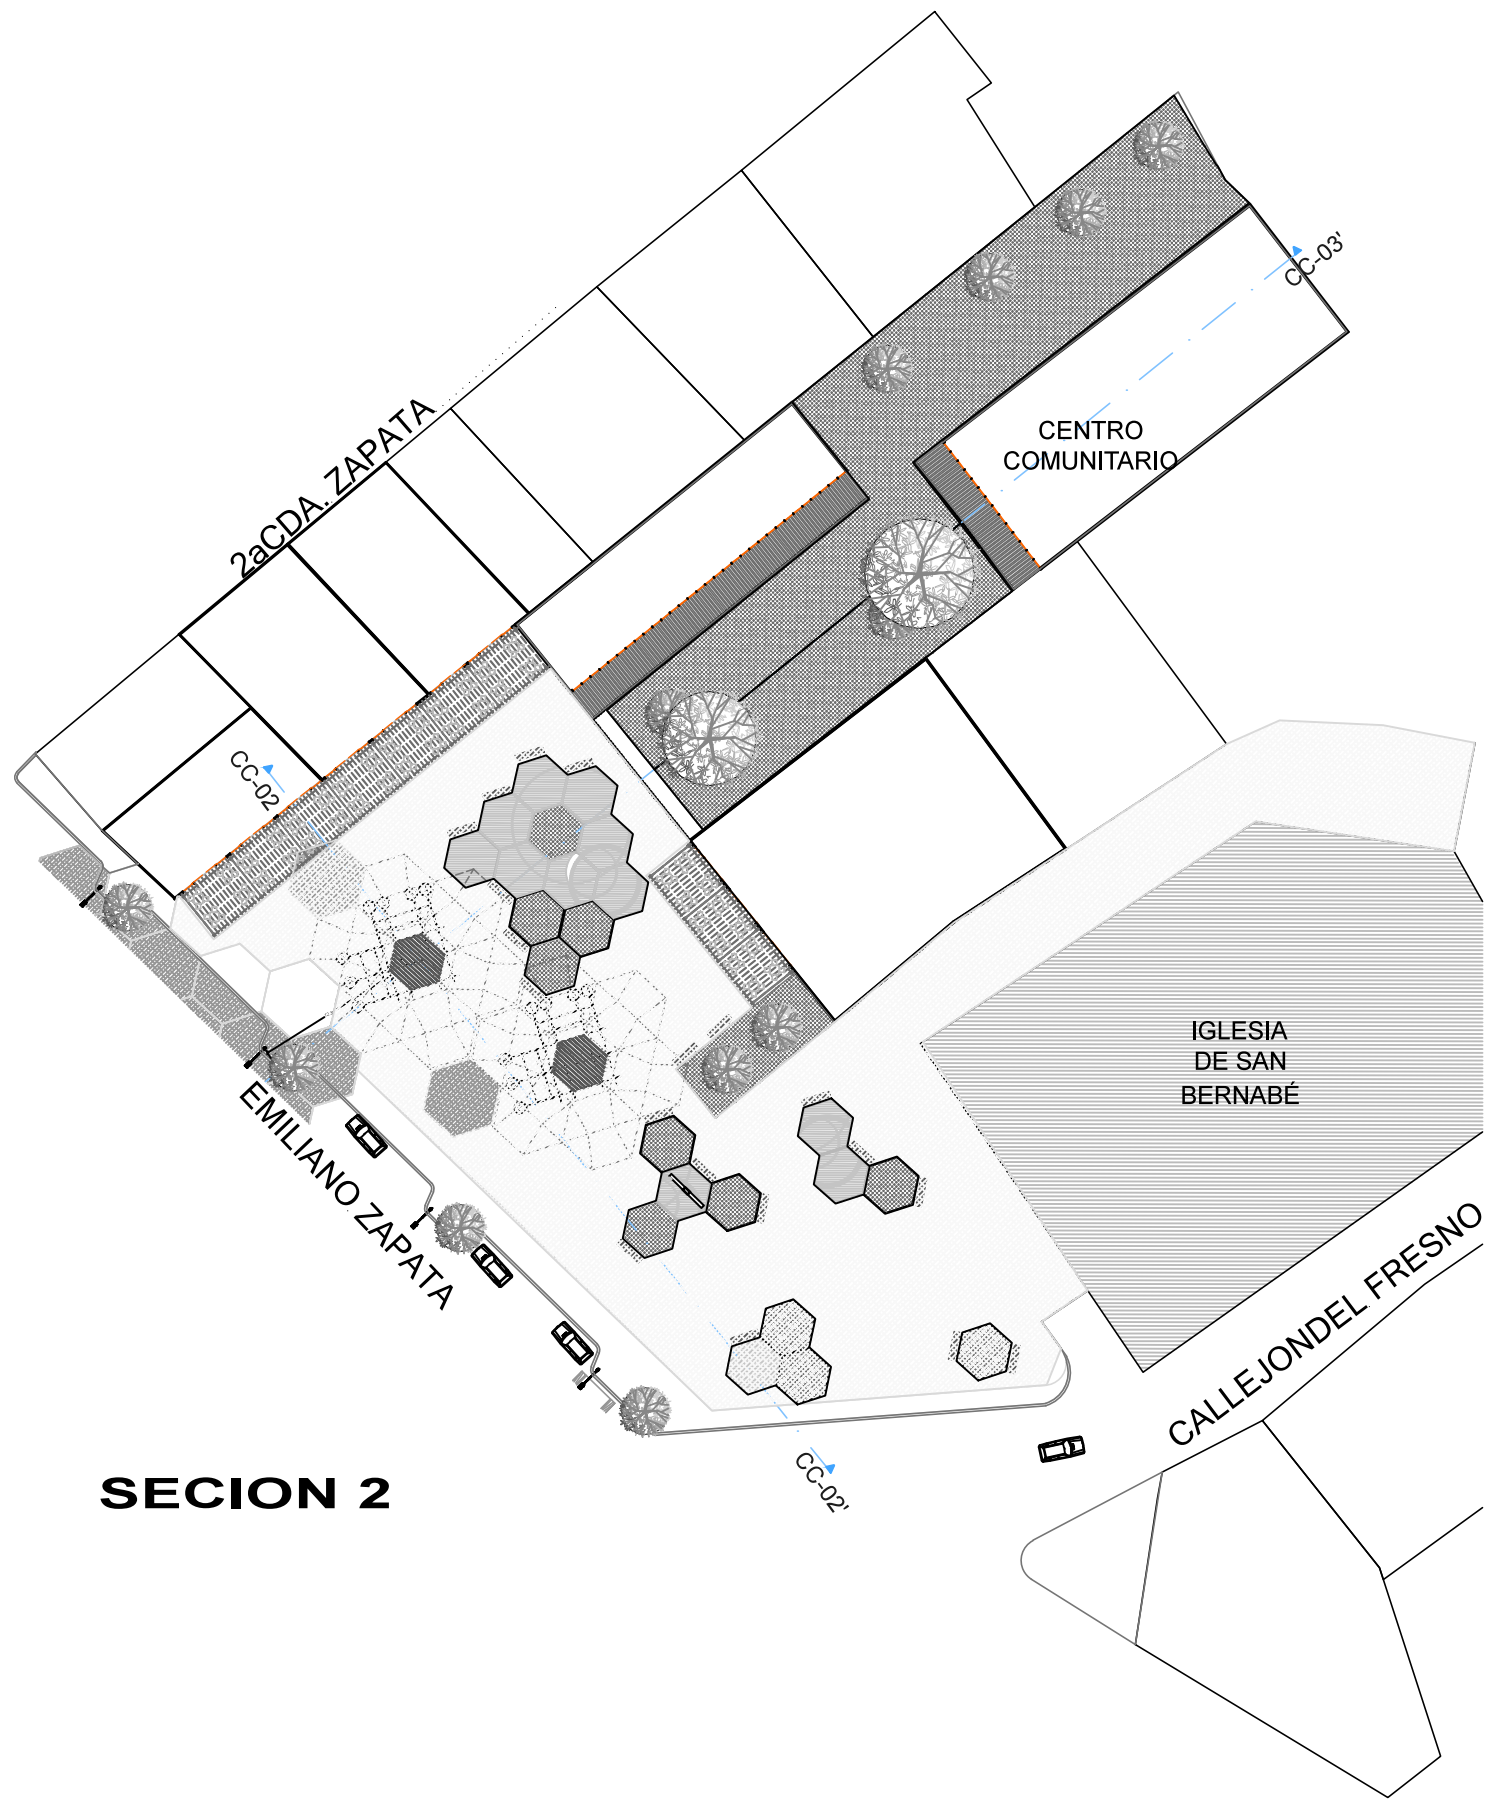 CC-03'
2aCDA. ZAPATA
CENTRO
COMUNITARIO
CC-02
IGLESIA
DE SAN
BERNABÉ
EMILIANO ZAPATA
CALLEJONDEL FRESNO
CC-02'
SECION 2